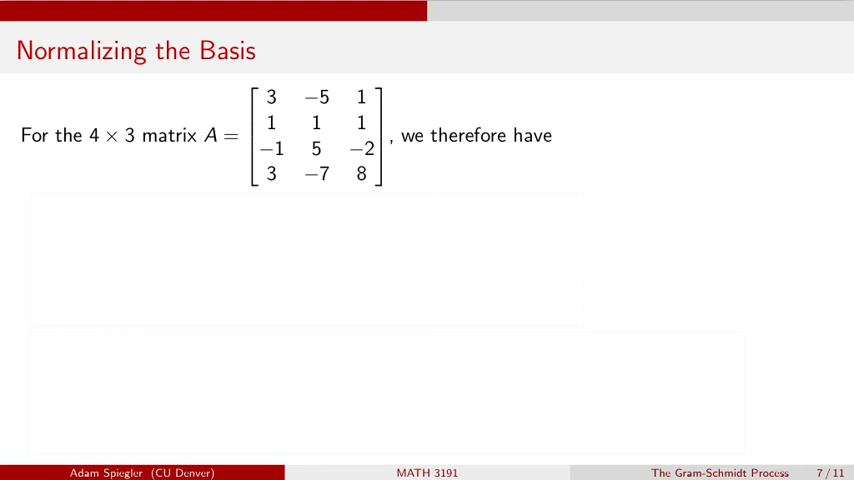 Normalizing the Basis
For the 4 × 3 matrix A = [3 −5 1
1 1 1
−1 5 −2
3 −7 8], we therefore have
Adam Spiegler (CU Denver) MATH 3191 The Gram-Schmidt Process 7 / 11